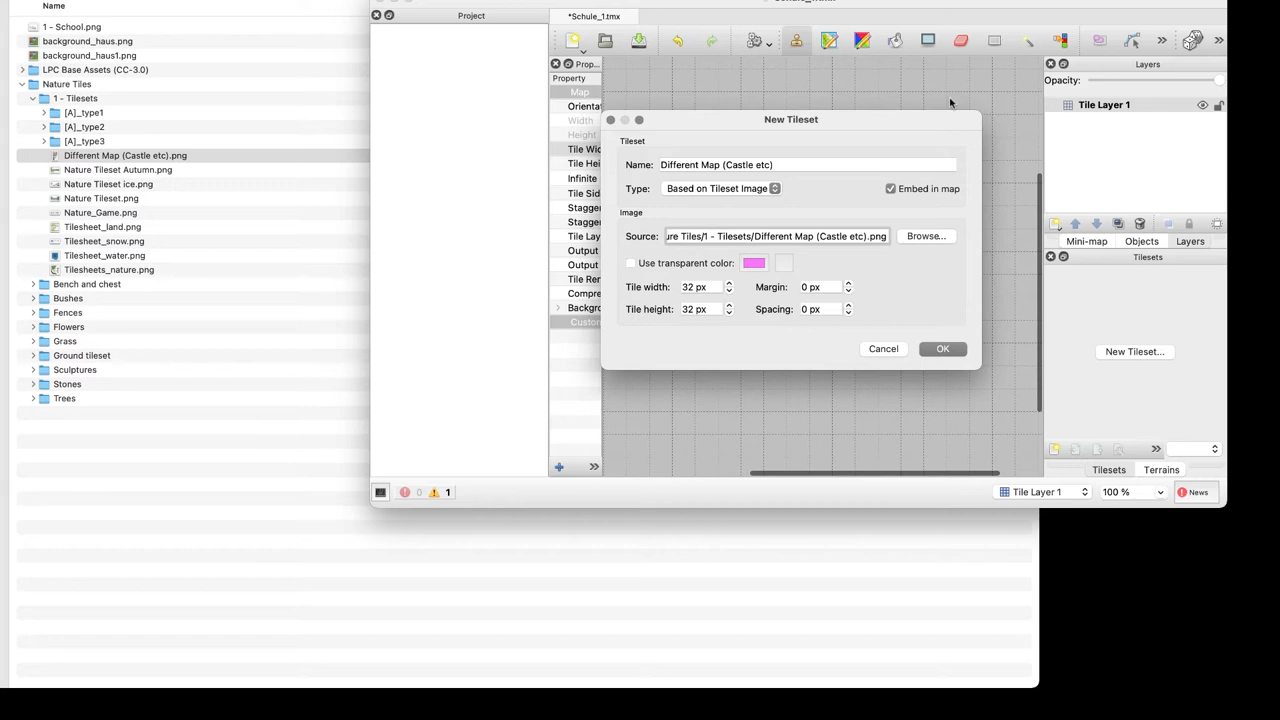 Name
1 - School.png
background_haus.png
background_haus1.png
LPC Base Assets (CC-3.0)
Nature Tiles
1 - Tilesets
[A]_type1
[A]_type2
[A]_type3
Different Map (Castle etc).png
Nature Tileset Autumn.png
Nature Tileset ice.png
Nature Tileset.png
Nature_Game.png
Tilesheet_land.png
Tilesheet_snow.png
Tilesheet_water.png
Tilesheets_nature.png
Bench and chest
Bushes
Fences
Flowers
Grass
Ground tileset
Sculptures
Stones
Trees
Project
*Schule_1.tmx
Prop...
Property
Map
Orienta
Width
Height
Tile Wid
Tile Hei
Infinite
Tile Sid
Stagge
Stagge
Tile Lay
Output
Output
Tile Ren
Compre
Backgro
Custon
New Tileset
Tileset
Name: Different Map (Castle etc)
Type: Based on Tileset Image
Embed in map
Image
Source: ure Tiles/1 - Tilesets/Different Map (Castle etc).png Browse...
Use transparent color:
Tile width: 32 px Margin: 0 px
Tile height: 32 px Spacing: 0 px
Cancel OK
Layers
Opacity:
Tile Layer 1
Mini-map Objects Layers
Tilesets
New Tileset...
Tilesets Terrains
0 1
Tile Layer 1 100 % News